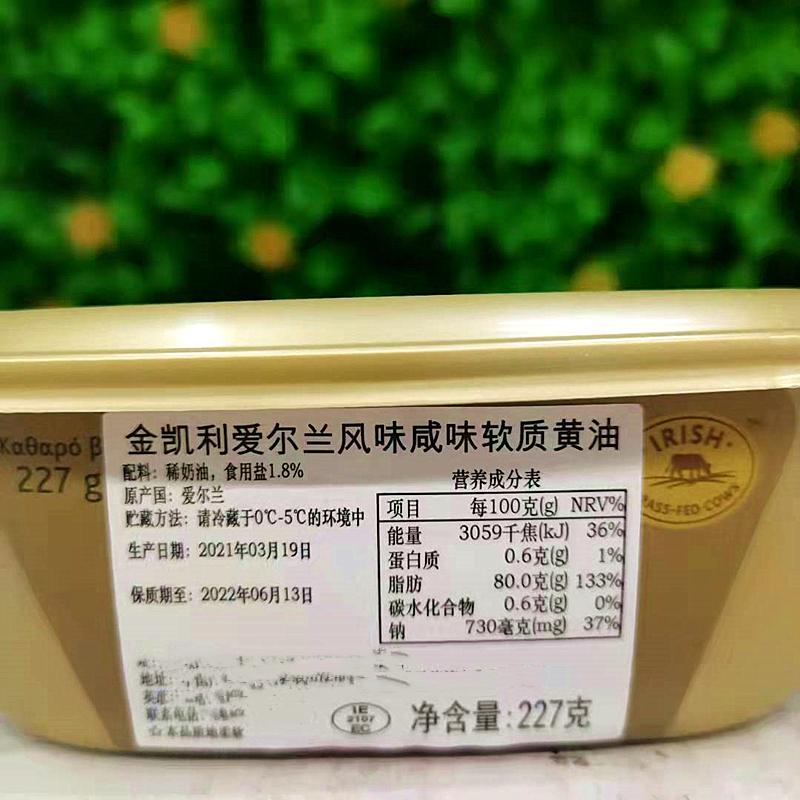 Καθαρό β
227 g
金凯利爱尔兰风味咸味软质黄油
配料：稀奶油，食用盐1.8%
原产国：爱尔兰
贮藏方法：请冷藏于0℃-5℃的环境中
生产日期：2021年03月19日
保质期至：2022年06月13日
营养成分表
项目 每100克(g) NRV%
能量 3059千焦(kJ) 36%
蛋白质 0.6克(g) 1%
脂肪 80.0克(g) 133%
碳水化合物 0.6克(g) 0%
钠 730毫克(mg) 37%
地址：
联系电话：
IE
2107
EC
净含量：227克
IRISH
ASS-FED COWS